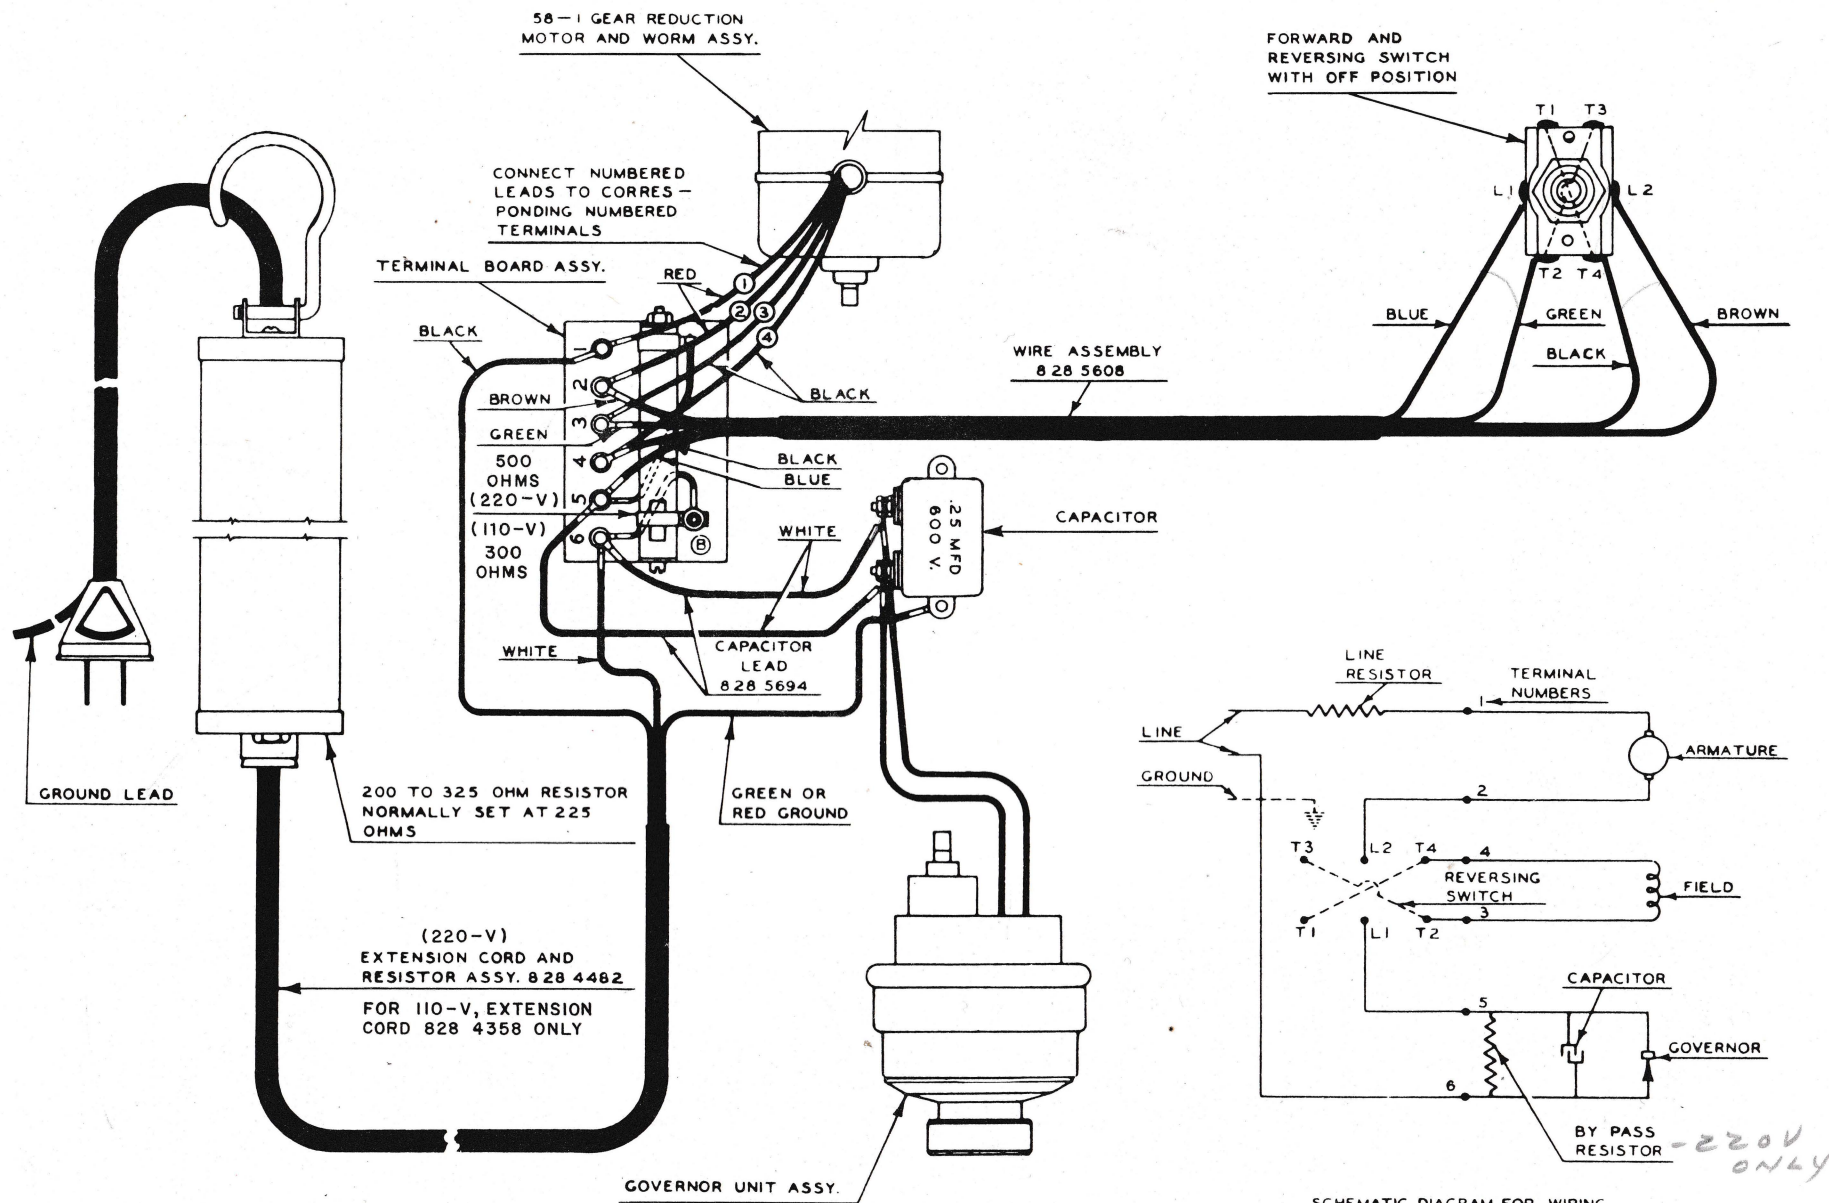 58-1 GEAR REDUCTION
MOTOR AND WORM ASSY.
FORWARD AND
REVERSING SWITCH
WITH OFF POSITION
T1 T3
L1 L2
T2 T4
CONNECT NUMBERED
LEADS TO CORRES-
PONDING NUMBERED
TERMINALS
TERMINAL BOARD ASSY.
RED
1
2
3
4
BLACK
BLUE
GREEN
BROWN
BLACK
WIRE ASSEMBLY
828 5608
BLACK
1
2
3
4
5
6
BROWN
GREEN
500
OHMS
(220-V)
(110-V)
300
OHMS
BLACK
BLUE
B
WHITE
.25 MFD
600 V.
CAPACITOR
WHITE
CAPACITOR
LEAD
828 5694
GROUND LEAD
200 TO 325 OHM RESISTOR
NORMALLY SET AT 225
OHMS
GREEN OR
RED GROUND
(220-V)
EXTENSION CORD AND
RESISTOR ASSY. 828 4482
FOR 110-V, EXTENSION
CORD 828 4358 ONLY
GOVERNOR UNIT ASSY.
LINE
RESISTOR
TERMINAL
NUMBERS
1
LINE
ARMATURE
GROUND
2
T3 L2 T4 4
REVERSING
SWITCH
FIELD
3
T1 L1 T2
CAPACITOR
5
GOVERNOR
6
BY PASS
RESISTOR
-220V
ONLY
SCHEMATIC DIAGRAM FOR WIRING